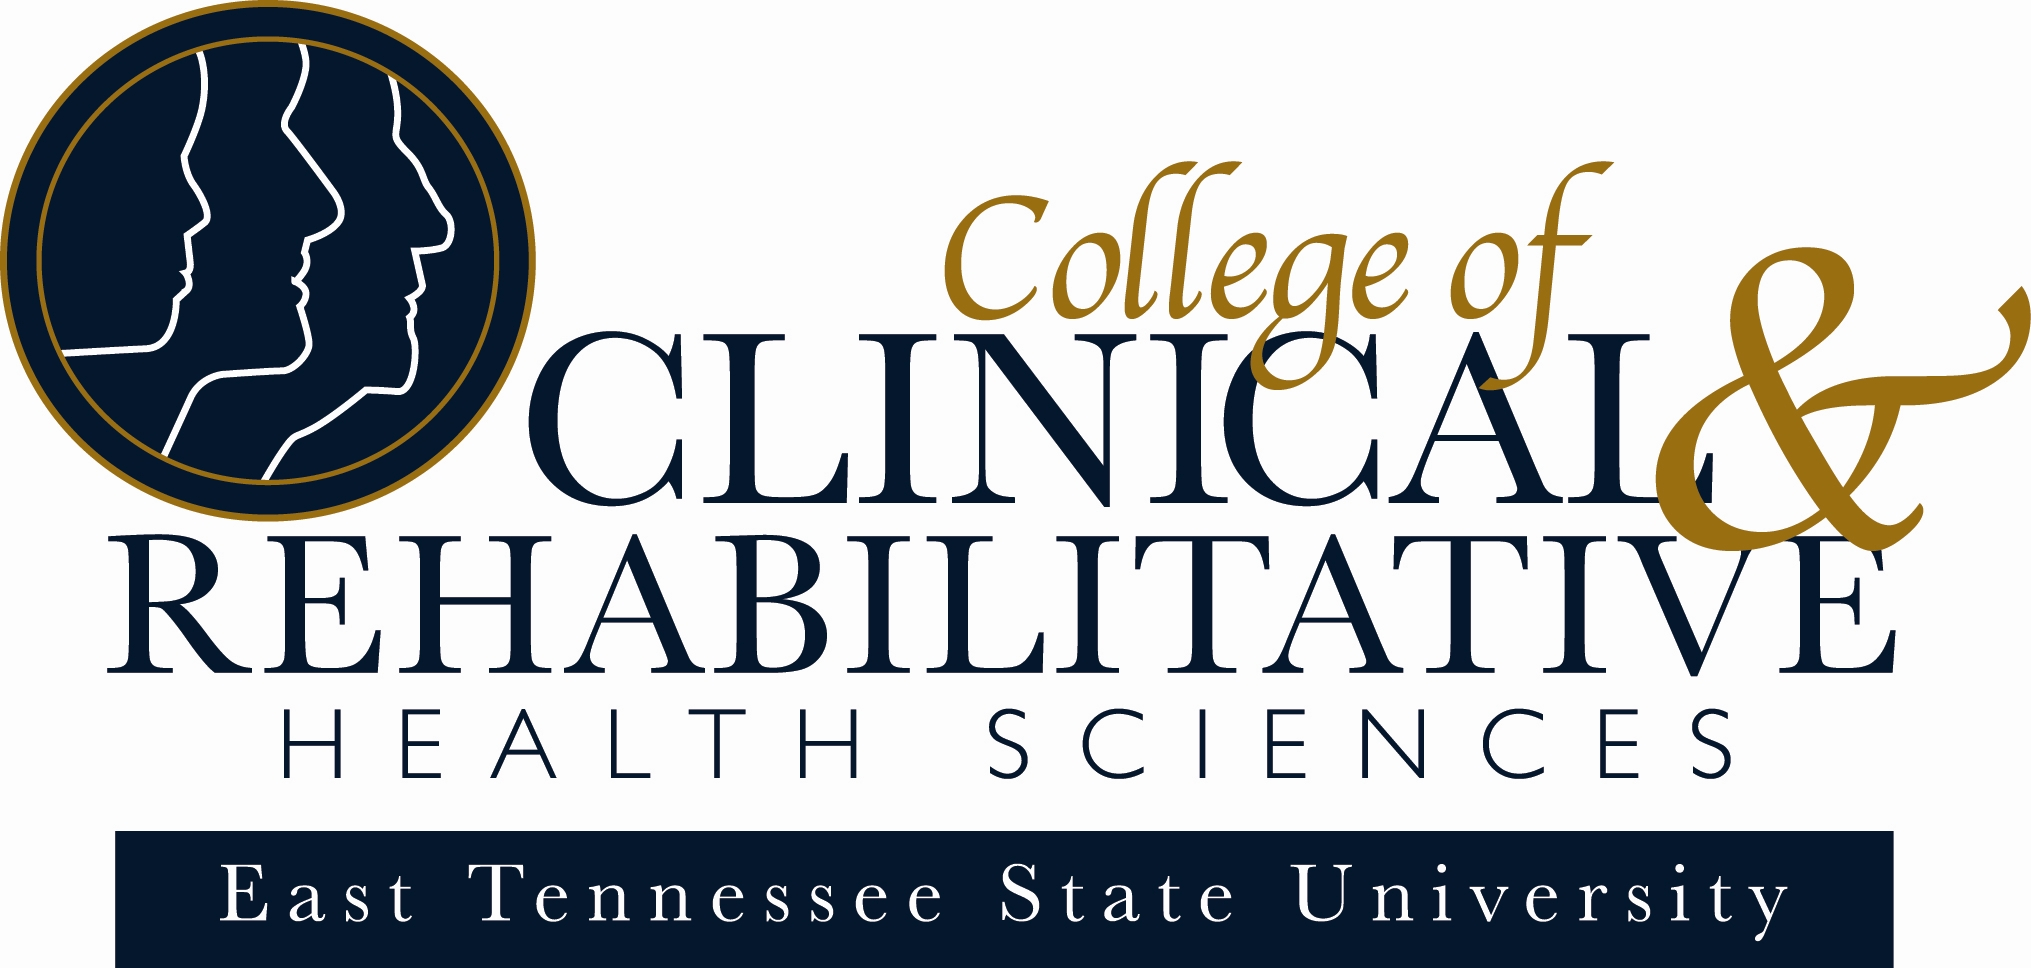 College of
CLINICAL &
REHABILITATIVE
HEALTH SCIENCES
East Tennessee State University